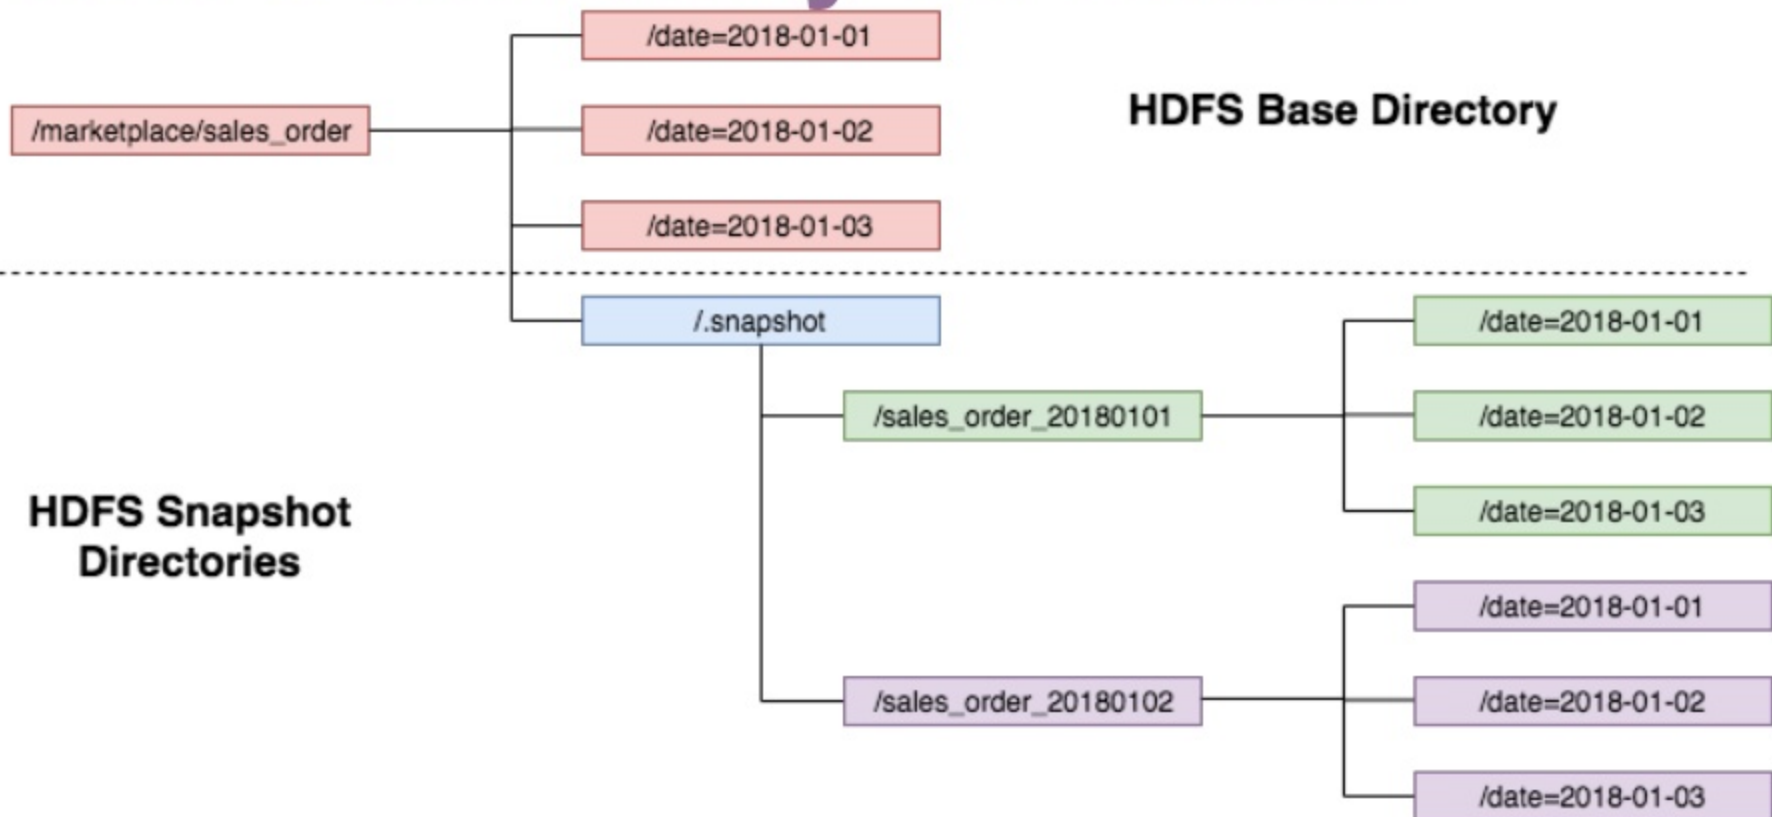 /date=2018-01-01
/marketplace/sales_order
/date=2018-01-02
HDFS Base Directory
/date=2018-01-03
/.snapshot
/sales_order_20180101
/date=2018-01-01
/date=2018-01-02
/date=2018-01-03
HDFS Snapshot
Directories
/sales_order_20180102
/date=2018-01-01
/date=2018-01-02
/date=2018-01-03